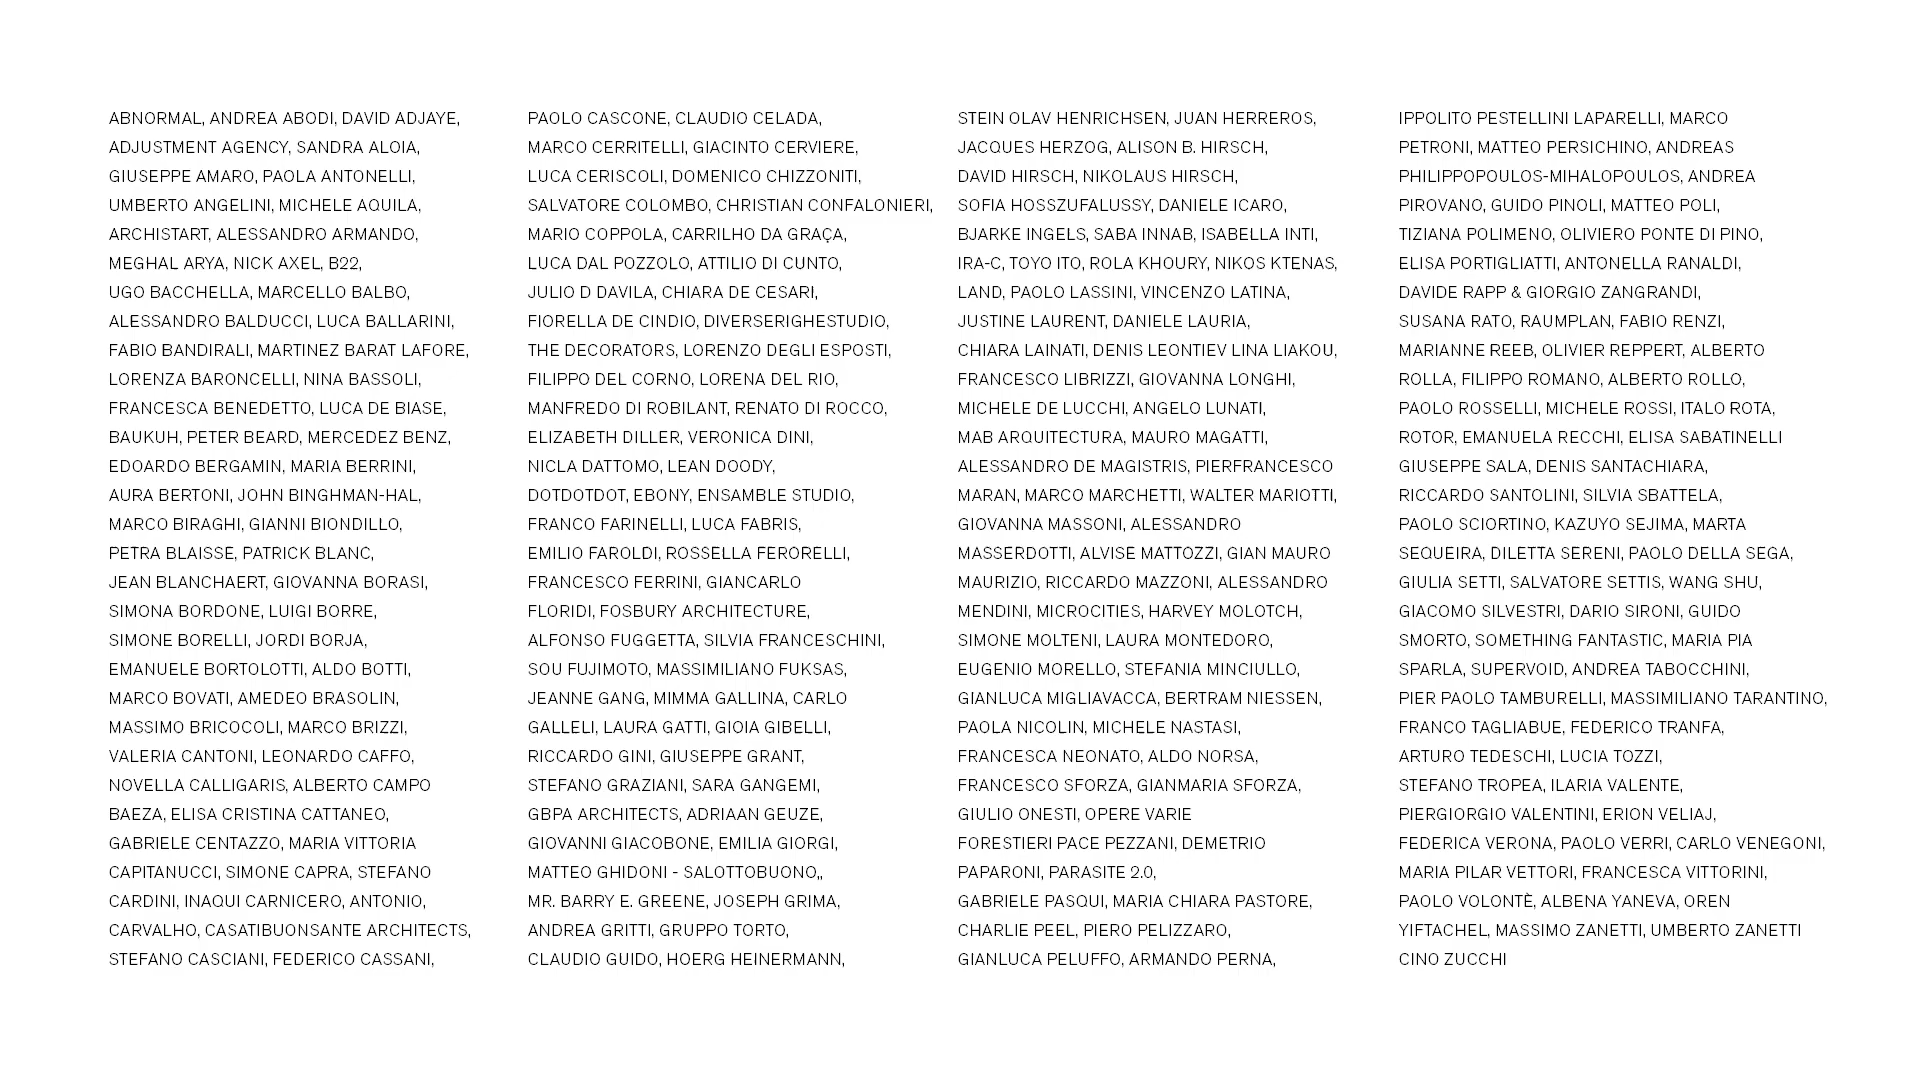 ABNORMAL, ANDREA ABODI, DAVID ADJAYE,
ADJUSTMENT AGENCY, SANDRA ALOIA,
GIUSEPPE AMARO, PAOLA ANTONELLI,
UMBERTO ANGELINI, MICHELE AQUILA,
ARCHISTART, ALESSANDRO ARMANDO,
MEGHAL ARYA, NICK AXEL, B22,
UGO BACCHELLA, MARCELLO BALBO,
ALESSANDRO BALDUCCI, LUCA BALLARINI,
FABIO BANDIRALI, MARTINEZ BARAT LAFORE,
LORENZA BARONCELLI, NINA BASSOLI,
FRANCESCA BENEDETTO, LUCA DE BIASE,
BAUKUH, PETER BEARD, MERCEDEZ BENZ,
EDOARDO BERGAMIN, MARIA BERRINI,
AURA BERTONI, JOHN BINGHMAN-HAL,
MARCO BIRAGHI, GIANNI BIONDILLO,
PETRA BLAISSE, PATRICK BLANC,
JEAN BLANCHAERT, GIOVANNA BORASI,
SIMONA BORDONE, LUIGI BORRE,
SIMONE BORELLI, JORDI BORJA,
EMANUELE BORTOLOTTI, ALDO BOTTI,
MARCO BOVATI, AMEDEO BRASOLIN,
MASSIMO BRICOCOLI, MARCO BRIZZI,
VALERIA CANTONI, LEONARDO CAFFO,
NOVELLA CALLIGARIS, ALBERTO CAMPO
BAEZA, ELISA CRISTINA CATTANEO,
GABRIELE CENTAZZO, MARIA VITTORIA
CAPITANUCCI, SIMONE CAPRA, STEFANO
CARDINI, INAQUI CARNICERO, ANTONIO,
CARVALHO, CASATIBUONSANTE ARCHITECTS,
STEFANO CASCIANI, FEDERICO CASSANI,
PAOLO CASCONE, CLAUDIO CELADA,
MARCO CERRITELLI, GIACINTO CERVIERE,
LUCA CERISCOLI, DOMENICO CHIZZONITI,
SALVATORE COLOMBO, CHRISTIAN CONFALONIERI,
MARIO COPPOLA, CARRILHO DA GRAÇA,
LUCA DAL POZZOLO, ATTILIO DI CUNTO,
JULIO D DAVILA, CHIARA DE CESARI,
FIORELLA DE CINDIO, DIVERSERIGHESTUDIO,
THE DECORATORS, LORENZO DEGLI ESPOSTI,
FILIPPO DEL CORNO, LORENA DEL RIO,
MANFREDO DI ROBILANT, RENATO DI ROCCO,
ELIZABETH DILLER, VERONICA DINI,
NICLA DATTOMO, LEAN DOODY,
DOTDOTDOT, EBONY, ENSAMBLE STUDIO,
FRANCO FARINELLI, LUCA FABRIS,
EMILIO FAROLDI, ROSSELLA FERORELLI,
FRANCESCO FERRINI, GIANCARLO
FLORIDI, FOSBURY ARCHITECTURE,
ALFONSO FUGGETTA, SILVIA FRANCESCHINI,
SOU FUJIMOTO, MASSIMILIANO FUKSAS,
JEANNE GANG, MIMMA GALLINA, CARLO
GALLELI, LAURA GATTI, GIOIA GIBELLI,
RICCARDO GINI, GIUSEPPE GRANT,
STEFANO GRAZIANI, SARA GANGEMI,
GBPA ARCHITECTS, ADRIAAN GEUZE,
GIOVANNI GIACOBONE, EMILIA GIORGI,
MATTEO GHIDONI - SALOTTOBUONO,,
MR. BARRY E. GREENE, JOSEPH GRIMA,
ANDREA GRITTI, GRUPPO TORTO,
CLAUDIO GUIDO, HOERG HEINERMANN,
STEIN OLAV HENRICHSEN, JUAN HERREROS,
JACQUES HERZOG, ALISON B. HIRSCH,
DAVID HIRSCH, NIKOLAUS HIRSCH,
SOFIA HOSSZUFALUSSY, DANIELE ICARO,
BJARKE INGELS, SABA INNAB, ISABELLA INTI,
IRA-C, TOYO ITO, ROLA KHOURY, NIKOS KTENAS,
LAND, PAOLO LASSINI, VINCENZO LATINA,
JUSTINE LAURENT, DANIELE LAURIA,
CHIARA LAINATI, DENIS LEONTIEV LINA LIAKOU,
FRANCESCO LIBRIZZI, GIOVANNA LONGHI,
MICHELE DE LUCCHI, ANGELO LUNATI,
MAB ARQUITECTURA, MAURO MAGATTI,
ALESSANDRO DE MAGISTRIS, PIERFRANCESCO
MARAN, MARCO MARCHETTI, WALTER MARIOTTI,
GIOVANNA MASSONI, ALESSANDRO
MASSERDOTTI, ALVISE MATTOZZI, GIAN MAURO
MAURIZIO, RICCARDO MAZZONI, ALESSANDRO
MENDINI, MICROCITIES, HARVEY MOLOTCH,
SIMONE MOLTENI, LAURA MONTEDORO,
EUGENIO MORELLO, STEFANIA MINCIULLO,
GIANLUCA MIGLIAVACCA, BERTRAM NIESSEN,
PAOLA NICOLIN, MICHELE NASTASI,
FRANCESCA NEONATO, ALDO NORSA,
FRANCESCO SFORZA, GIANMARIA SFORZA,
GIULIO ONESTI, OPERE VARIE
FORESTIERI PACE PEZZANI, DEMETRIO
PAPARONI, PARASITE 2.0,
GABRIELE PASQUI, MARIA CHIARA PASTORE,
CHARLIE PEEL, PIERO PELIZZARO,
GIANLUCA PELUFFO, ARMANDO PERNA,
IPPOLITO PESTELLINI LAPARELLI, MARCO
PETRONI, MATTEO PERSICHINO, ANDREAS
PHILIPPOPOULOS-MIHALOPOULOS, ANDREA
PIROVANO, GUIDO PINOLI, MATTEO POLI,
TIZIANA POLIMENO, OLIVIERO PONTE DI PINO,
ELISA PORTIGLIATTI, ANTONELLA RANALDI,
DAVIDE RAPP & GIORGIO ZANGRANDI,
SUSANA RATO, RAUMPLAN, FABIO RENZI,
MARIANNE REEB, OLIVIER REPPERT, ALBERTO
ROLLA, FILIPPO ROMANO, ALBERTO ROLLO,
PAOLO ROSSELLI, MICHELE ROSSI, ITALO ROTA,
ROTOR, EMANUELA RECCHI, ELISA SABATINELLI
GIUSEPPE SALA, DENIS SANTACHIARA,
RICCARDO SANTOLINI, SILVIA SBATTELA,
PAOLO SCIORTINO, KAZUYO SEJIMA, MARTA
SEQUEIRA, DILETTA SERENI, PAOLO DELLA SEGA,
GIULIA SETTI, SALVATORE SETTIS, WANG SHU,
GIACOMO SILVESTRI, DARIO SIRONI, GUIDO
SMORTO, SOMETHING FANTASTIC, MARIA PIA
SPARLA, SUPERVOID, ANDREA TABOCCHINI,
PIER PAOLO TAMBURELLI, MASSIMILIANO TARANTINO,
FRANCO TAGLIABUE, FEDERICO TRANFA,
ARTURO TEDESCHI, LUCIA TOZZI,
STEFANO TROPEA, ILARIA VALENTE,
PIERGIORGIO VALENTINI, ERION VELIAJ,
FEDERICA VERONA, PAOLO VERRI, CARLO VENEGONI,
MARIA PILAR VETTORI, FRANCESCA VITTORINI,
PAOLO VOLONTÈ, ALBENA YANEVA, OREN
YIFTACHEL, MASSIMO ZANETTI, UMBERTO ZANETTI
CINO ZUCCHI